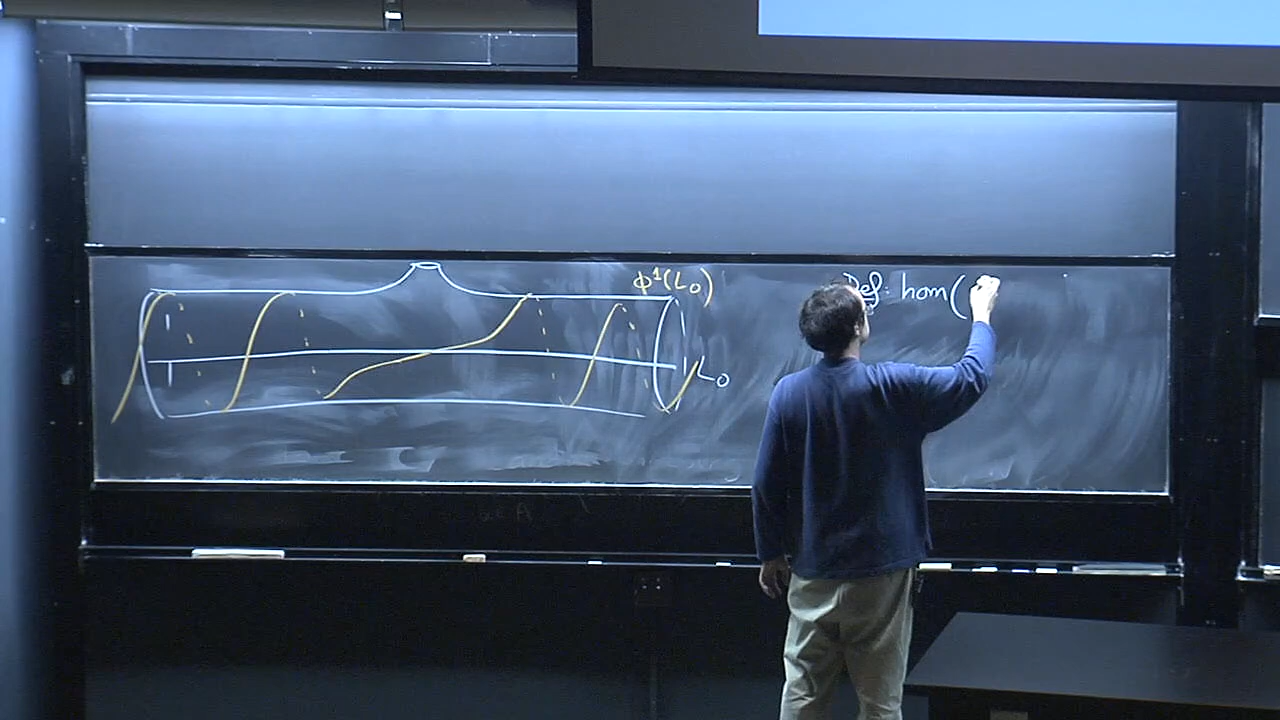 ϕ¹(L₀)
L₀
Def: hom(